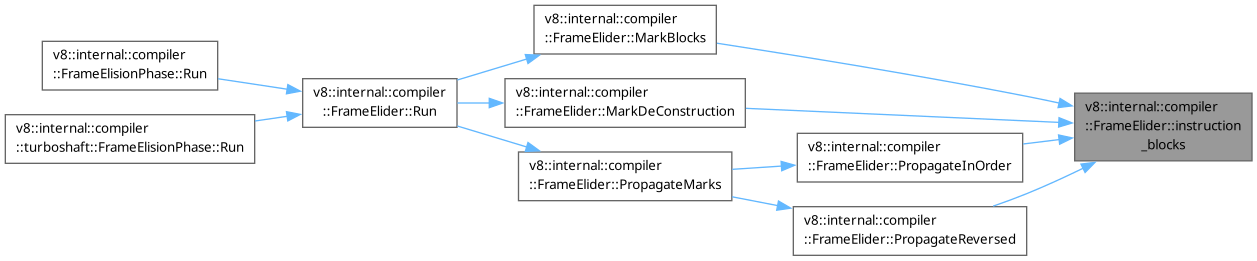 v8::internal::compiler
::FrameElider::MarkBlocks
v8::internal::compiler
::FrameElisionPhase::Run
v8::internal::compiler
::FrameElider::Run
v8::internal::compiler
::FrameElider::MarkDeConstruction
v8::internal::compiler
::FrameElider::instruction
_blocks
v8::internal::compiler
::turboshaft::FrameElisionPhase::Run
v8::internal::compiler
::FrameElider::PropagateInOrder
v8::internal::compiler
::FrameElider::PropagateMarks
v8::internal::compiler
::FrameElider::PropagateReversed